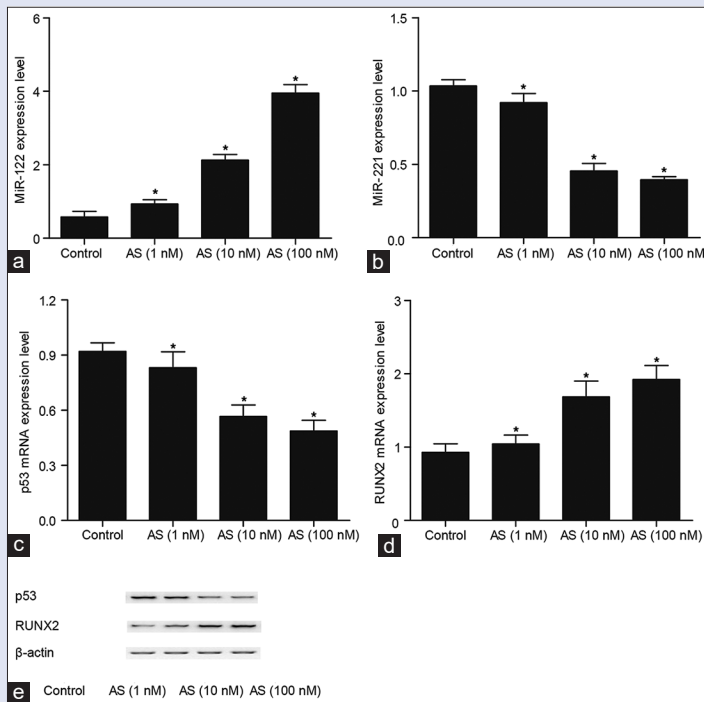 6
4
2
0
MiR-122 expression level
*
*
*
Control AS (1 nM) AS (10 nM) AS (100 nM)
a
1.5
1.0
0.5
0.0
MiR-221 expression level
*
*
*
Control AS (1 nM) AS (10 nM) AS (100 nM)
b
1.2
0.9
0.6
0.3
0.0
p53 mRNA expression level
*
*
*
Control AS (1 nM) AS (10 nM) AS (100 nM)
c
3
2
1
0
RUNX2 mRNA expression level
*
*
*
Control AS (1 nM) AS (10 nM) AS (100 nM)
d
p53
RUNX2
β-actin
Control AS (1 nM) AS (10 nM) AS (100 nM)
e